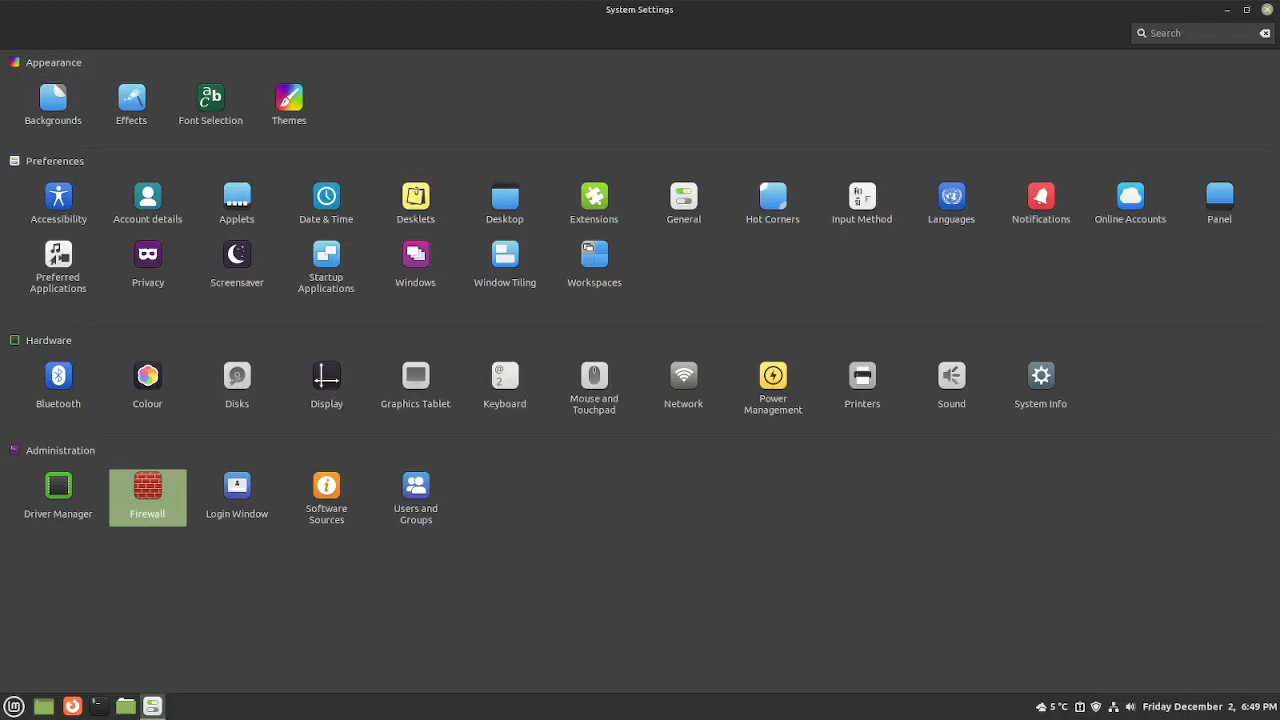 System Settings
Search
Appearance
Backgrounds
Effects
Font Selection
Themes
Preferences
Accessibility
Account details
Applets
Date & Time
Desklets
Desktop
Extensions
General
Hot Corners
Input Method
Languages
Notifications
Online Accounts
Panel
Preferred
Applications
Privacy
Screensaver
Startup
Applications
Windows
Window Tiling
Workspaces
Hardware
Bluetooth
Colour
Disks
Display
Graphics Tablet
Keyboard
Mouse and
Touchpad
Network
Power
Management
Printers
Sound
System Info
Administration
Driver Manager
Firewall
Login Window
Software
Sources
Users and
Groups
5 °C
Friday December 2, 6:49 PM